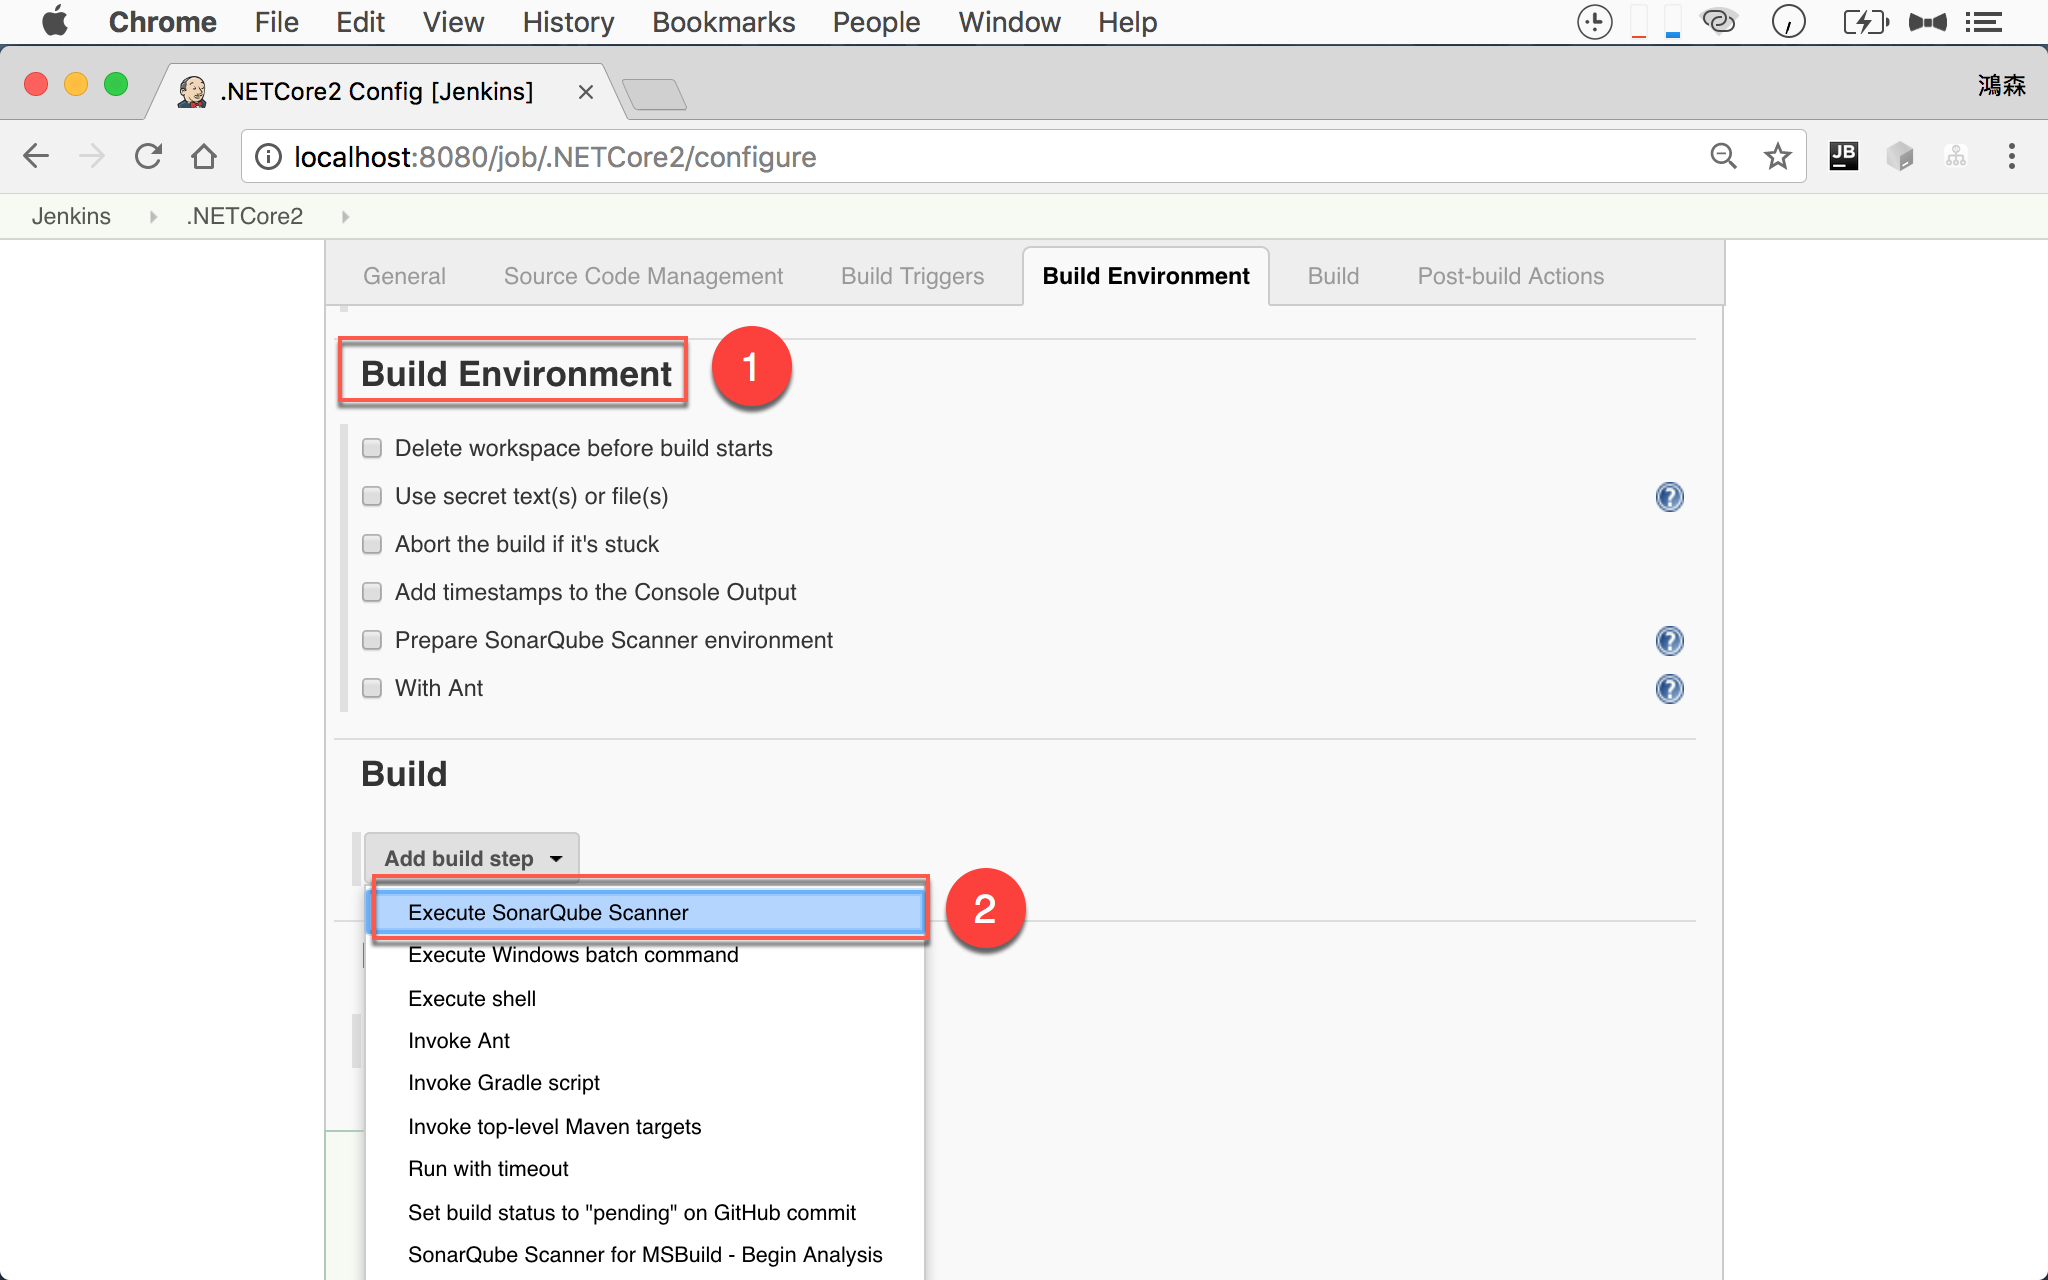 Chrome File Edit View History Bookmarks People Window Help
.NETCore2 Config [Jenkins]
鴻森
localhost:8080/job/.NETCore2/configure
JB
Jenkins .NETCore2
General Source Code Management Build Triggers Build Environment Build Post-build Actions
Build Environment
1
Delete workspace before build starts
Use secret text(s) or file(s)
?
Abort the build if it's stuck
Add timestamps to the Console Output
Prepare SonarQube Scanner environment
?
With Ant
?
Build
Add build step
Execute SonarQube Scanner
2
Execute Windows batch command
Execute shell
Invoke Ant
Invoke Gradle script
Invoke top-level Maven targets
Run with timeout
Set build status to "pending" on GitHub commit
SonarQube Scanner for MSBuild - Begin Analysis